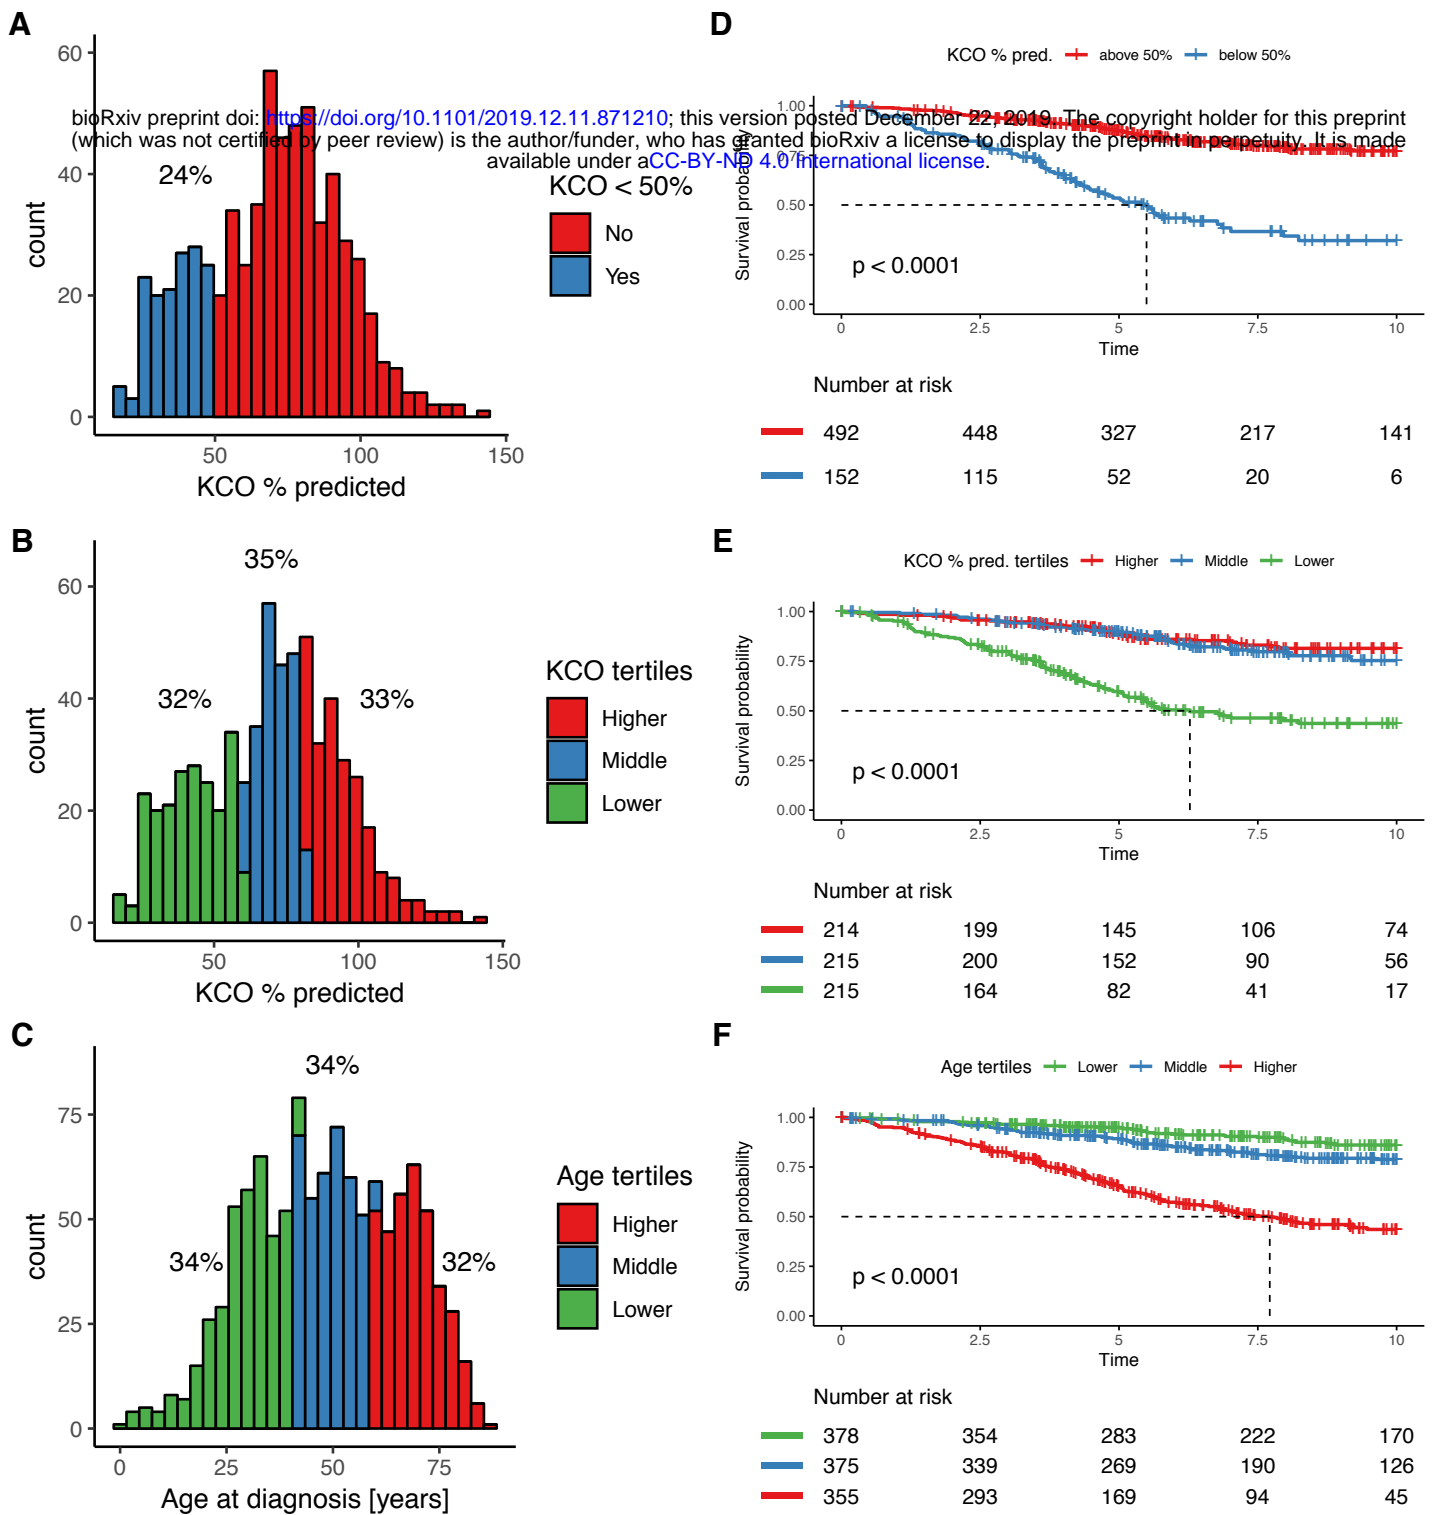 A
60
40
20
0
count
24%
50
100
150
KCO % predicted
KCO < 50%
No
Yes
bioRxiv preprint doi: https://doi.org/10.1101/2019.12.11.871210; this version posted December 22, 2019. The copyright holder for this preprint
(which was not certified by peer review) is the author/funder, who has granted bioRxiv a license to display the preprint in perpetuity. It is made
available under aCC-BY-ND 4.0 International license.
D
KCO % pred.
above 50%
below 50%
1.00
0.75
0.50
0.25
0.00
Survival probability
p < 0.0001
0
2.5
5
7.5
10
Time
Number at risk
492 448 327 217 141
152 115 52 20 6
B
60
40
20
0
count
32%
35%
33%
50
100
150
KCO % predicted
KCO tertiles
Higher
Middle
Lower
E
KCO % pred. tertiles
Higher
Middle
Lower
1.00
0.75
0.50
0.25
0.00
Survival probability
p < 0.0001
0
2.5
5
7.5
10
Time
Number at risk
214 199 145 106 74
215 200 152 90 56
215 164 82 41 17
C
75
50
25
0
count
34%
34%
32%
0
25
50
75
Age at diagnosis [years]
Age tertiles
Higher
Middle
Lower
F
Age tertiles
Lower
Middle
Higher
1.00
0.75
0.50
0.25
0.00
Survival probability
p < 0.0001
0
2.5
5
7.5
10
Time
Number at risk
378 354 283 222 170
375 339 269 190 126
355 293 169 94 45